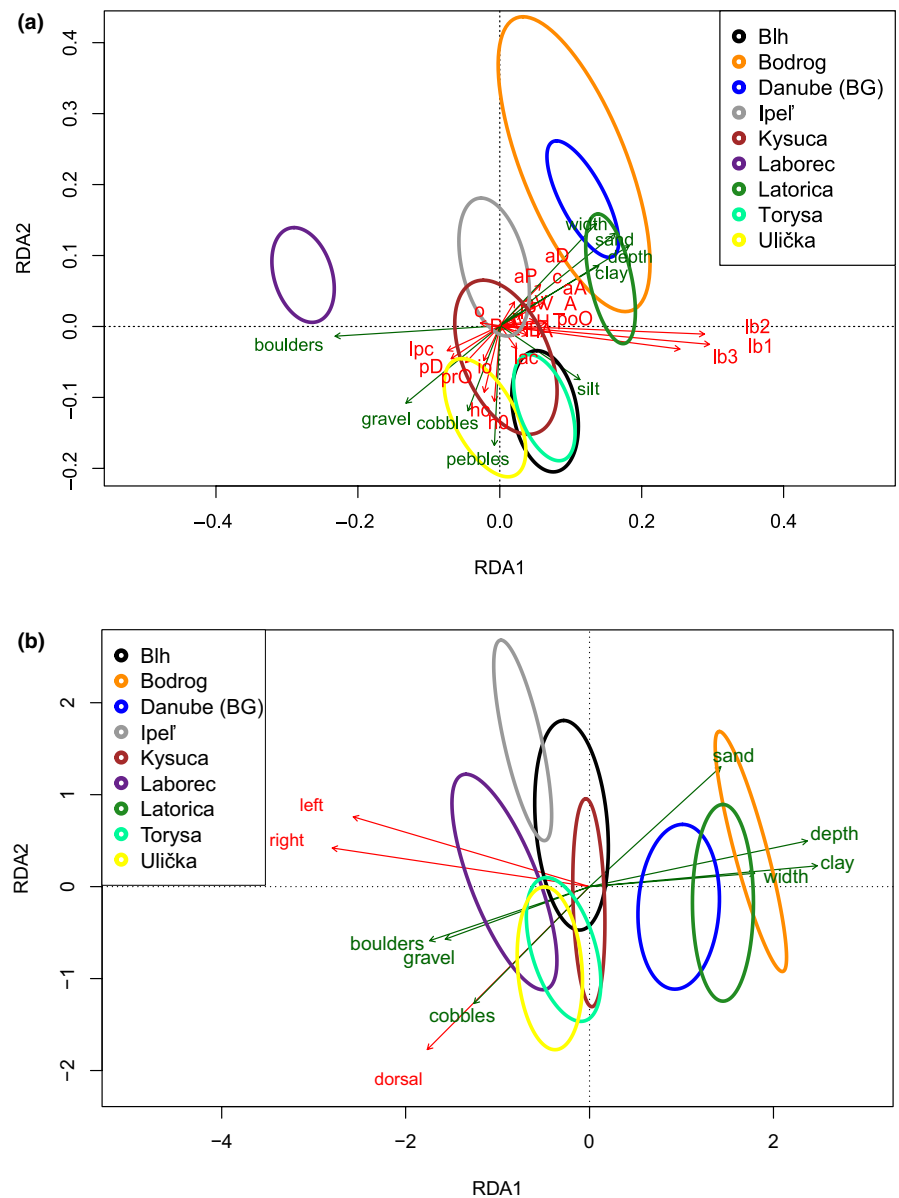 (a)
Blh
Bodrog
Danube (BG)
Ipeľ
Kysuca
Laborec
Latorica
Torysa
Ulička
0.4
0.3
0.2
0.1
0.0
−0.1
−0.2
RDA2
width
sand
depth
clay
aD
aP
c
aA
W_A
poO
o
boulders
lb2
lb1
lb3
lpc
pD
prO
io
lac
silt
gravel
cobbles
hc
h0
pebbles
−0.4
−0.2
0.0
0.2
0.4
RDA1
(b)
Blh
Bodrog
Danube (BG)
Ipeľ
Kysuca
Laborec
Latorica
Torysa
Ulička
2
1
0
−1
−2
RDA2
sand
left
right
depth
clay
width
boulders
gravel
cobbles
dorsal
−2
0
2
RDA1